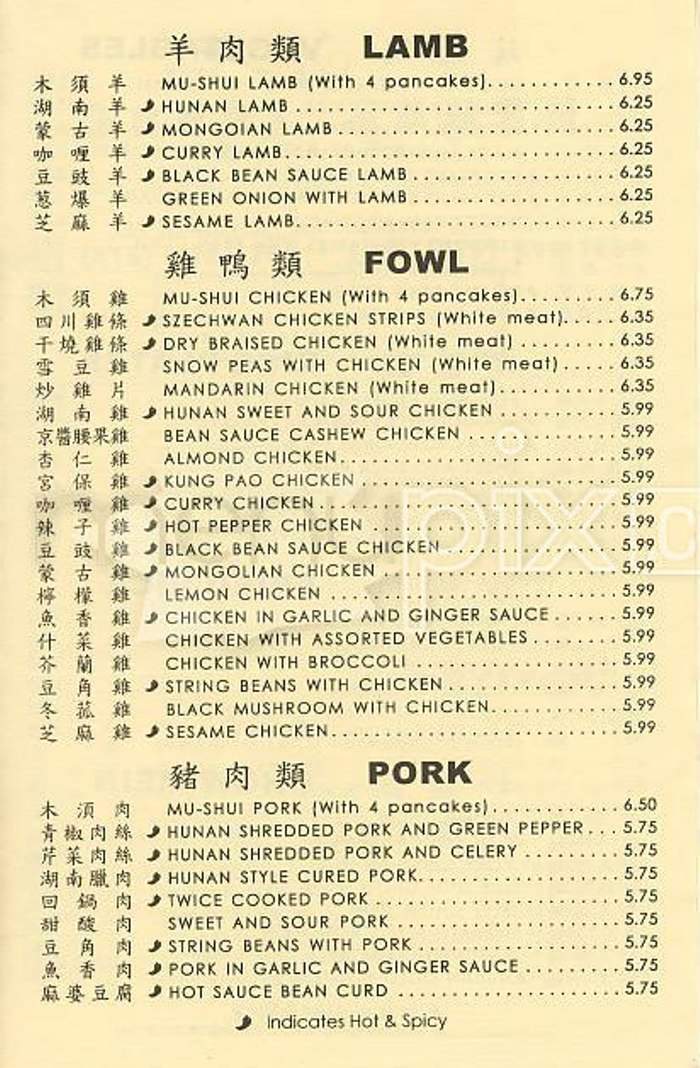 羊肉類 LAMB
木須羊 MU-SHUI LAMB (With 4 pancakes)............ 6.95
湖南羊 HUNAN LAMB ............................ 6.25
蒙古羊 MONGOIAN LAMB ........................ 6.25
咖喱羊 CURRY LAMB............................. 6.25
豆豉羊 BLACK BEAN SAUCE LAMB ................ 6.25
葱爆羊 GREEN ONION WITH LAMB ................ 6.25
芝麻羊 SESAME LAMB............................ 6.25
雞鴨類 FOWL
木須雞 MU-SHUI CHICKEN (With 4 pancakes)......... 6.75
四川雞條 SZECHWAN CHICKEN STRIPS (White meat)..... 6.35
干燒雞條 DRY BRAISED CHICKEN (White meat) ......... 6.35
雪豆雞 SNOW PEAS WITH CHICKEN (White meat) ..... 6.35
炒雞片 MANDARIN CHICKEN (White meat)........... 6.35
湖南雞 HUNAN SWEET AND SOUR CHICKEN ........... 5.99
京醬腰果雞 BEAN SAUCE CASHEW CHICKEN .............. 5.99
杏仁雞 ALMOND CHICKEN......................... 5.99
宮保雞 KUNG PAO CHICKEN ....................... 5.99
咖喱雞 CURRY CHICKEN ........................... 5.99
辣子雞 HOT PEPPER CHICKEN ...................... 5.99
豆豉雞 BLACK BEAN SAUCE CHICKEN................ 5.99
蒙古雞 MONGOLIAN CHICKEN ..................... 5.99
檸檬雞 LEMON CHICKEN .......................... 5.99
魚香雞 CHICKEN IN GARLIC AND GINGER SAUCE ...... 5.99
什菜雞 CHICKEN WITH ASSORTED VEGETABLES ........ 5.99
芥蘭雞 CHICKEN WITH BROCCOLI .................. 5.99
豆角雞 STRING BEANS WITH CHICKEN ............... 5.99
冬菰雞 BLACK MUSHROOM WITH CHICKEN............ 5.99
芝麻雞 SESAME CHICKEN.......................... 5.99
豬肉類 PORK
木須肉 MU-SHUI PORK (With 4 pancakes) ............ 6.50
青椒肉絲 HUNAN SHREDDED PORK AND GREEN PEPPER ... 5.75
芹菜肉絲 HUNAN SHREDDED PORK AND CELERY ......... 5.75
湖南臘肉 HUNAN STYLE CURED PORK.................. 5.75
回鍋肉 TWICE COOKED PORK ...................... 5.75
甜酸肉 SWEET AND SOUR PORK .................... 5.75
豆角肉 STRING BEANS WITH PORK .................. 5.75
魚香肉 PORK IN GARLIC AND GINGER SAUCE ......... 5.75
麻婆豆腐 HOT SAUCE BEAN CURD .................... 5.75
Indicates Hot & Spicy